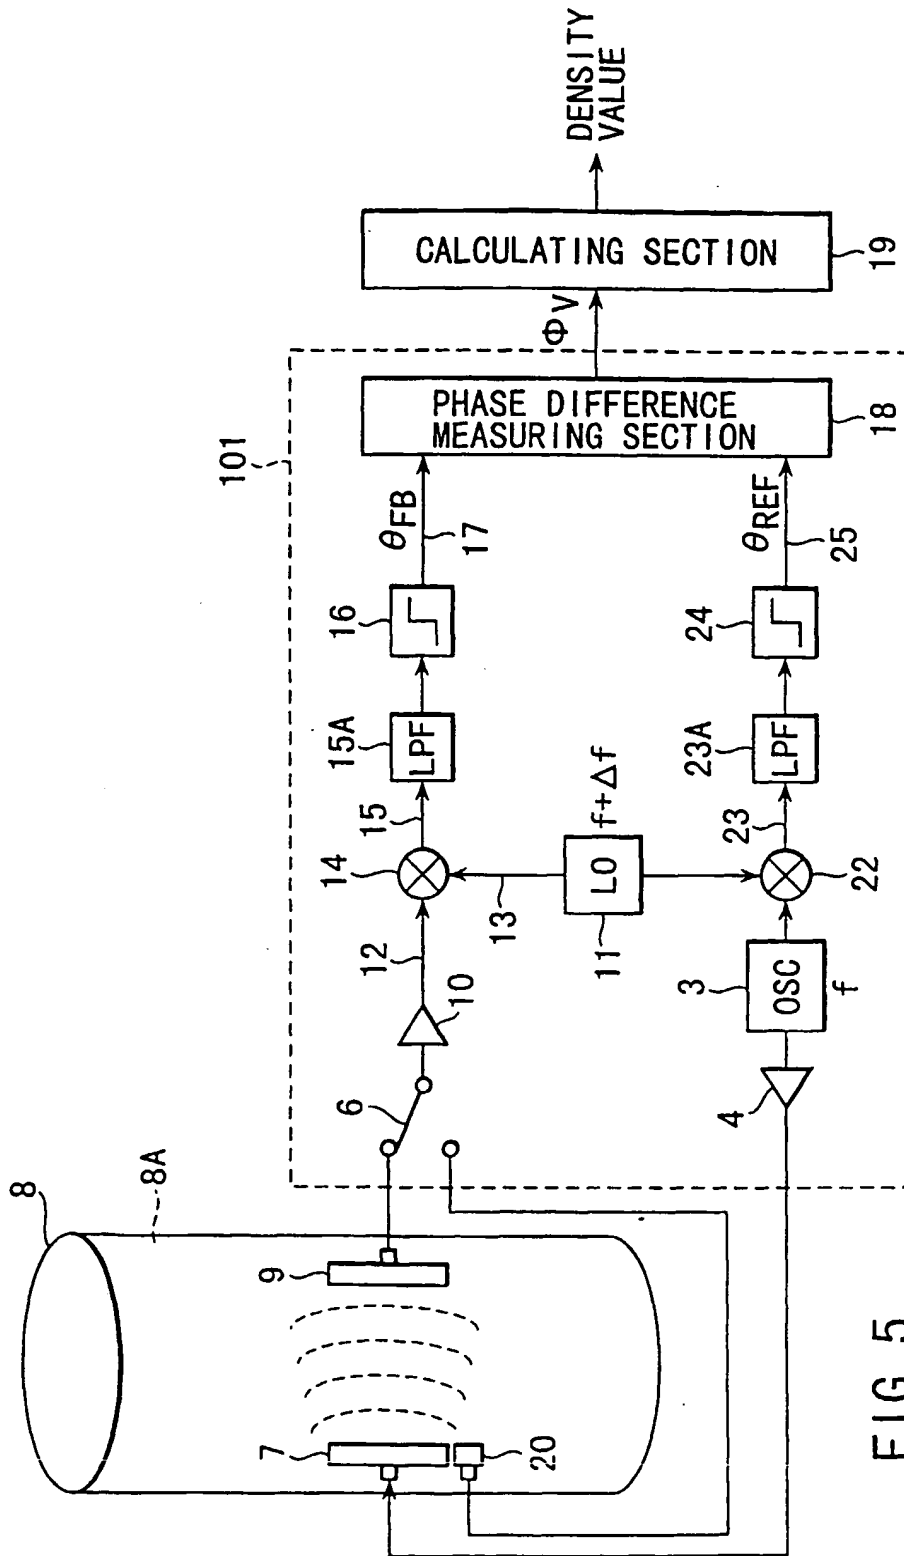 8
8A
7
9
20
101
6
10
12
14
15
15A
LPF
16
θFB
17
13
LO
f+Δf
11
4
3
OSC
f
22
23
23A
LPF
24
θREF
25
PHASE DIFFERENCE
MEASURING SECTION
18
ΦV
CALCULATING SECTION
19
DENSITY
VALUE
FIG. 5